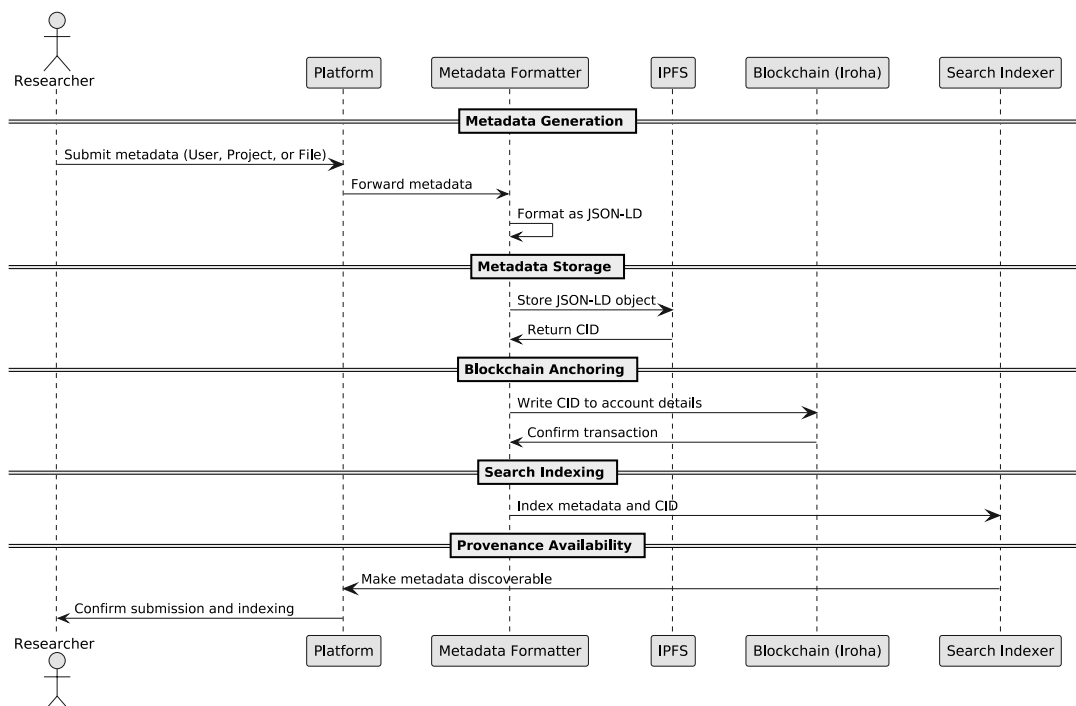 Researcher
Platform
Metadata Formatter
IPFS
Blockchain (Iroha)
Search Indexer
Metadata Generation
Submit metadata (User, Project, or File)
Forward metadata
Format as JSON-LD
Metadata Storage
Store JSON-LD object
Return CID
Blockchain Anchoring
Write CID to account details
Confirm transaction
Search Indexing
Index metadata and CID
Provenance Availability
Make metadata discoverable
Confirm submission and indexing
Researcher
Platform
Metadata Formatter
IPFS
Blockchain (Iroha)
Search Indexer